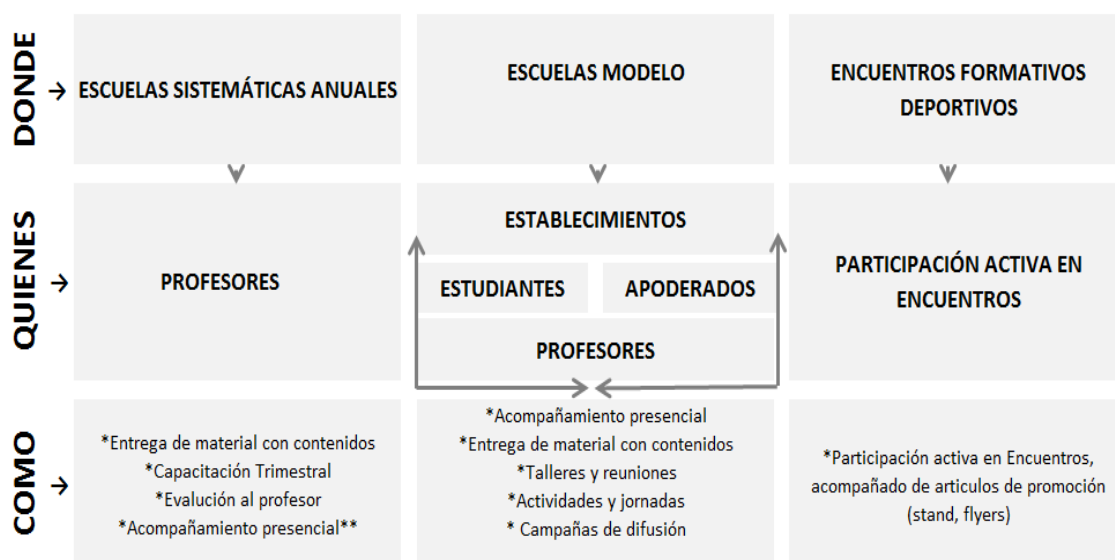 DONDE
ESCUELAS SISTEMÁTICAS ANUALES
ESCUELAS MODELO
ENCUENTROS FORMATIVOS
DEPORTIVOS
QUIENES
PROFESORES
ESTABLECIMIENTOS
ESTUDIANTES
APODERADOS
PROFESORES
PARTICIPACIÓN ACTIVA EN
ENCUENTROS
COMO
*Entrega de material con contenidos
*Capacitación Trimestral
*Evalución al profesor
*Acompañamiento presencial**
*Acompañamiento presencial
*Entrega de material con contenidos
*Talleres y reuniones
*Actividades y jornadas
* Campañas de difusión
*Participación activa en Encuentros,
acompañado de articulos de promoción
(stand, flyers)